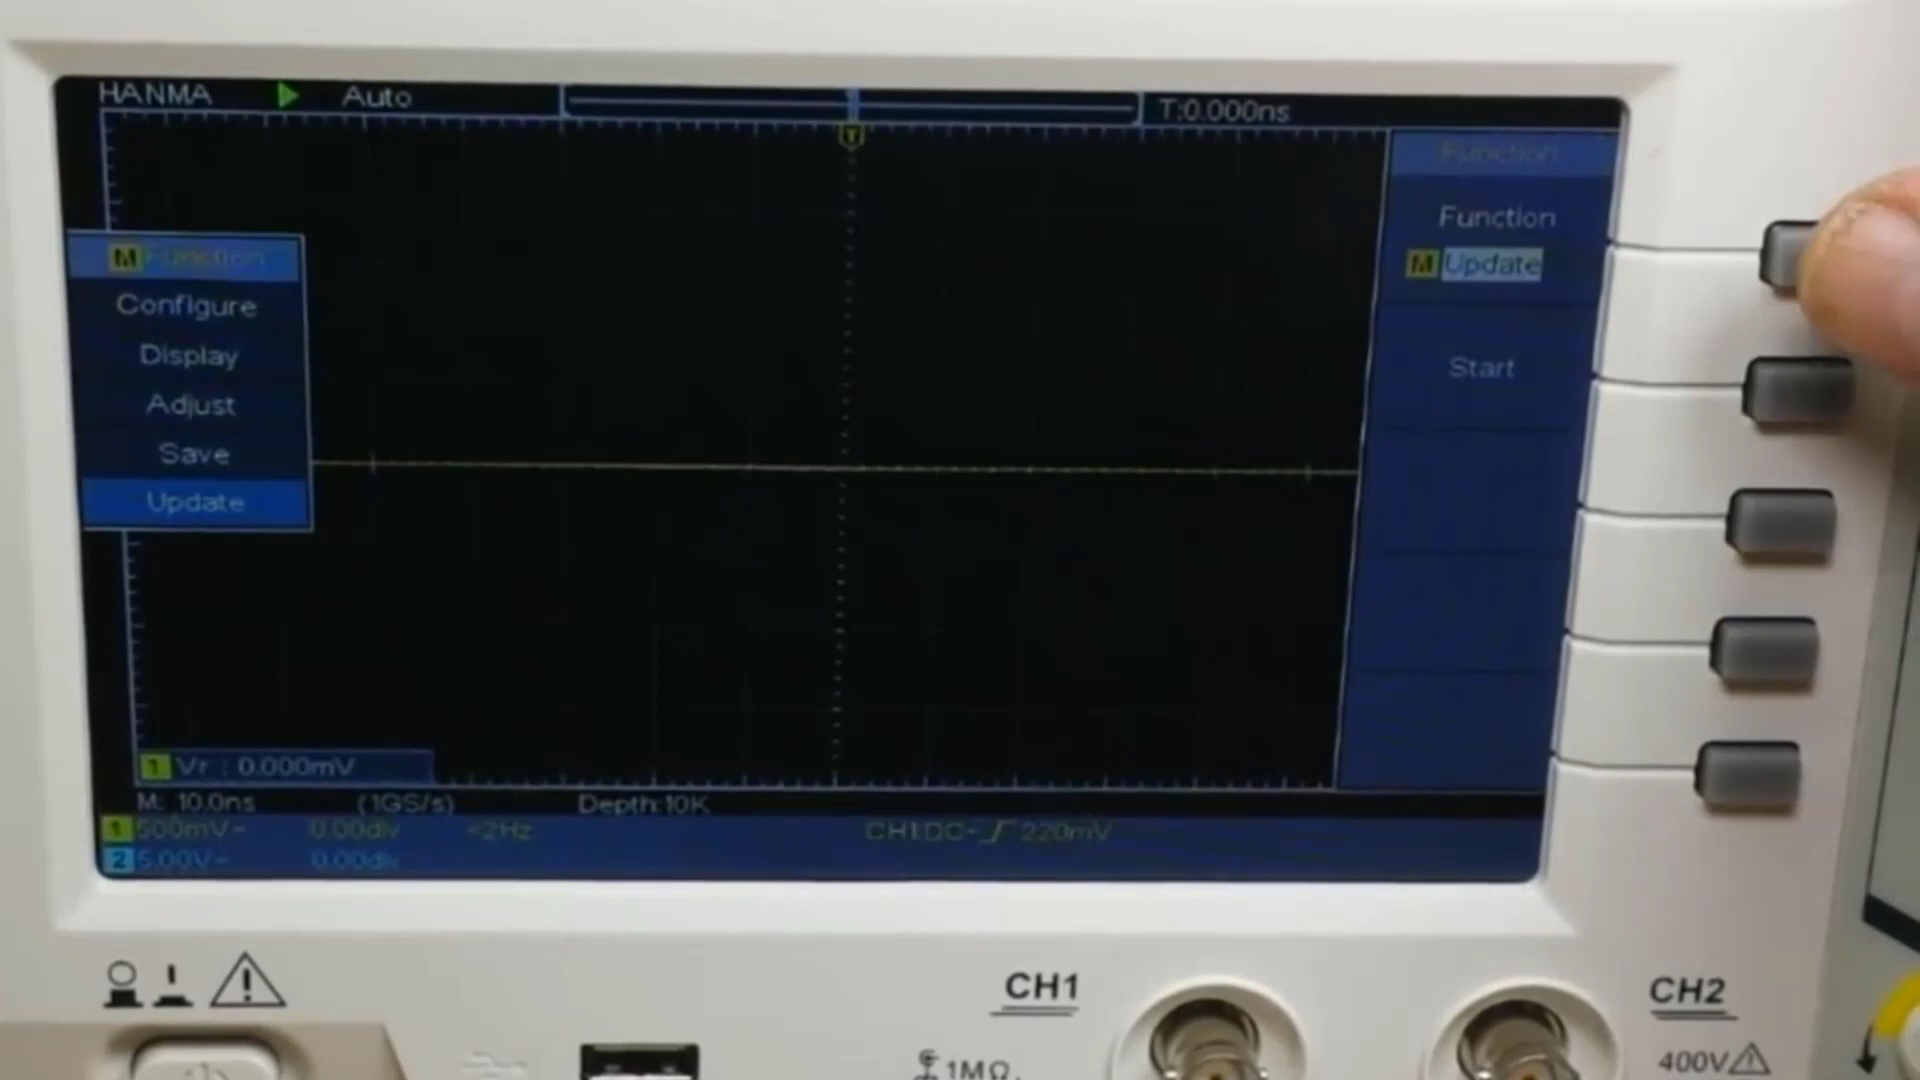 HANMA Auto T:0.000ns
T
Function
Function
M Update
Start
M Function
Configure
Display
Adjust
Save
Update
1 Vr : 0.000mV
M: 10.0ns (1GS/s) Depth:10K
1 500mV~ 0.00div <2Hz CH1:DC- 220mV
2 5.00V~ 0.00div
CH1
CH2
1MΩ
400V